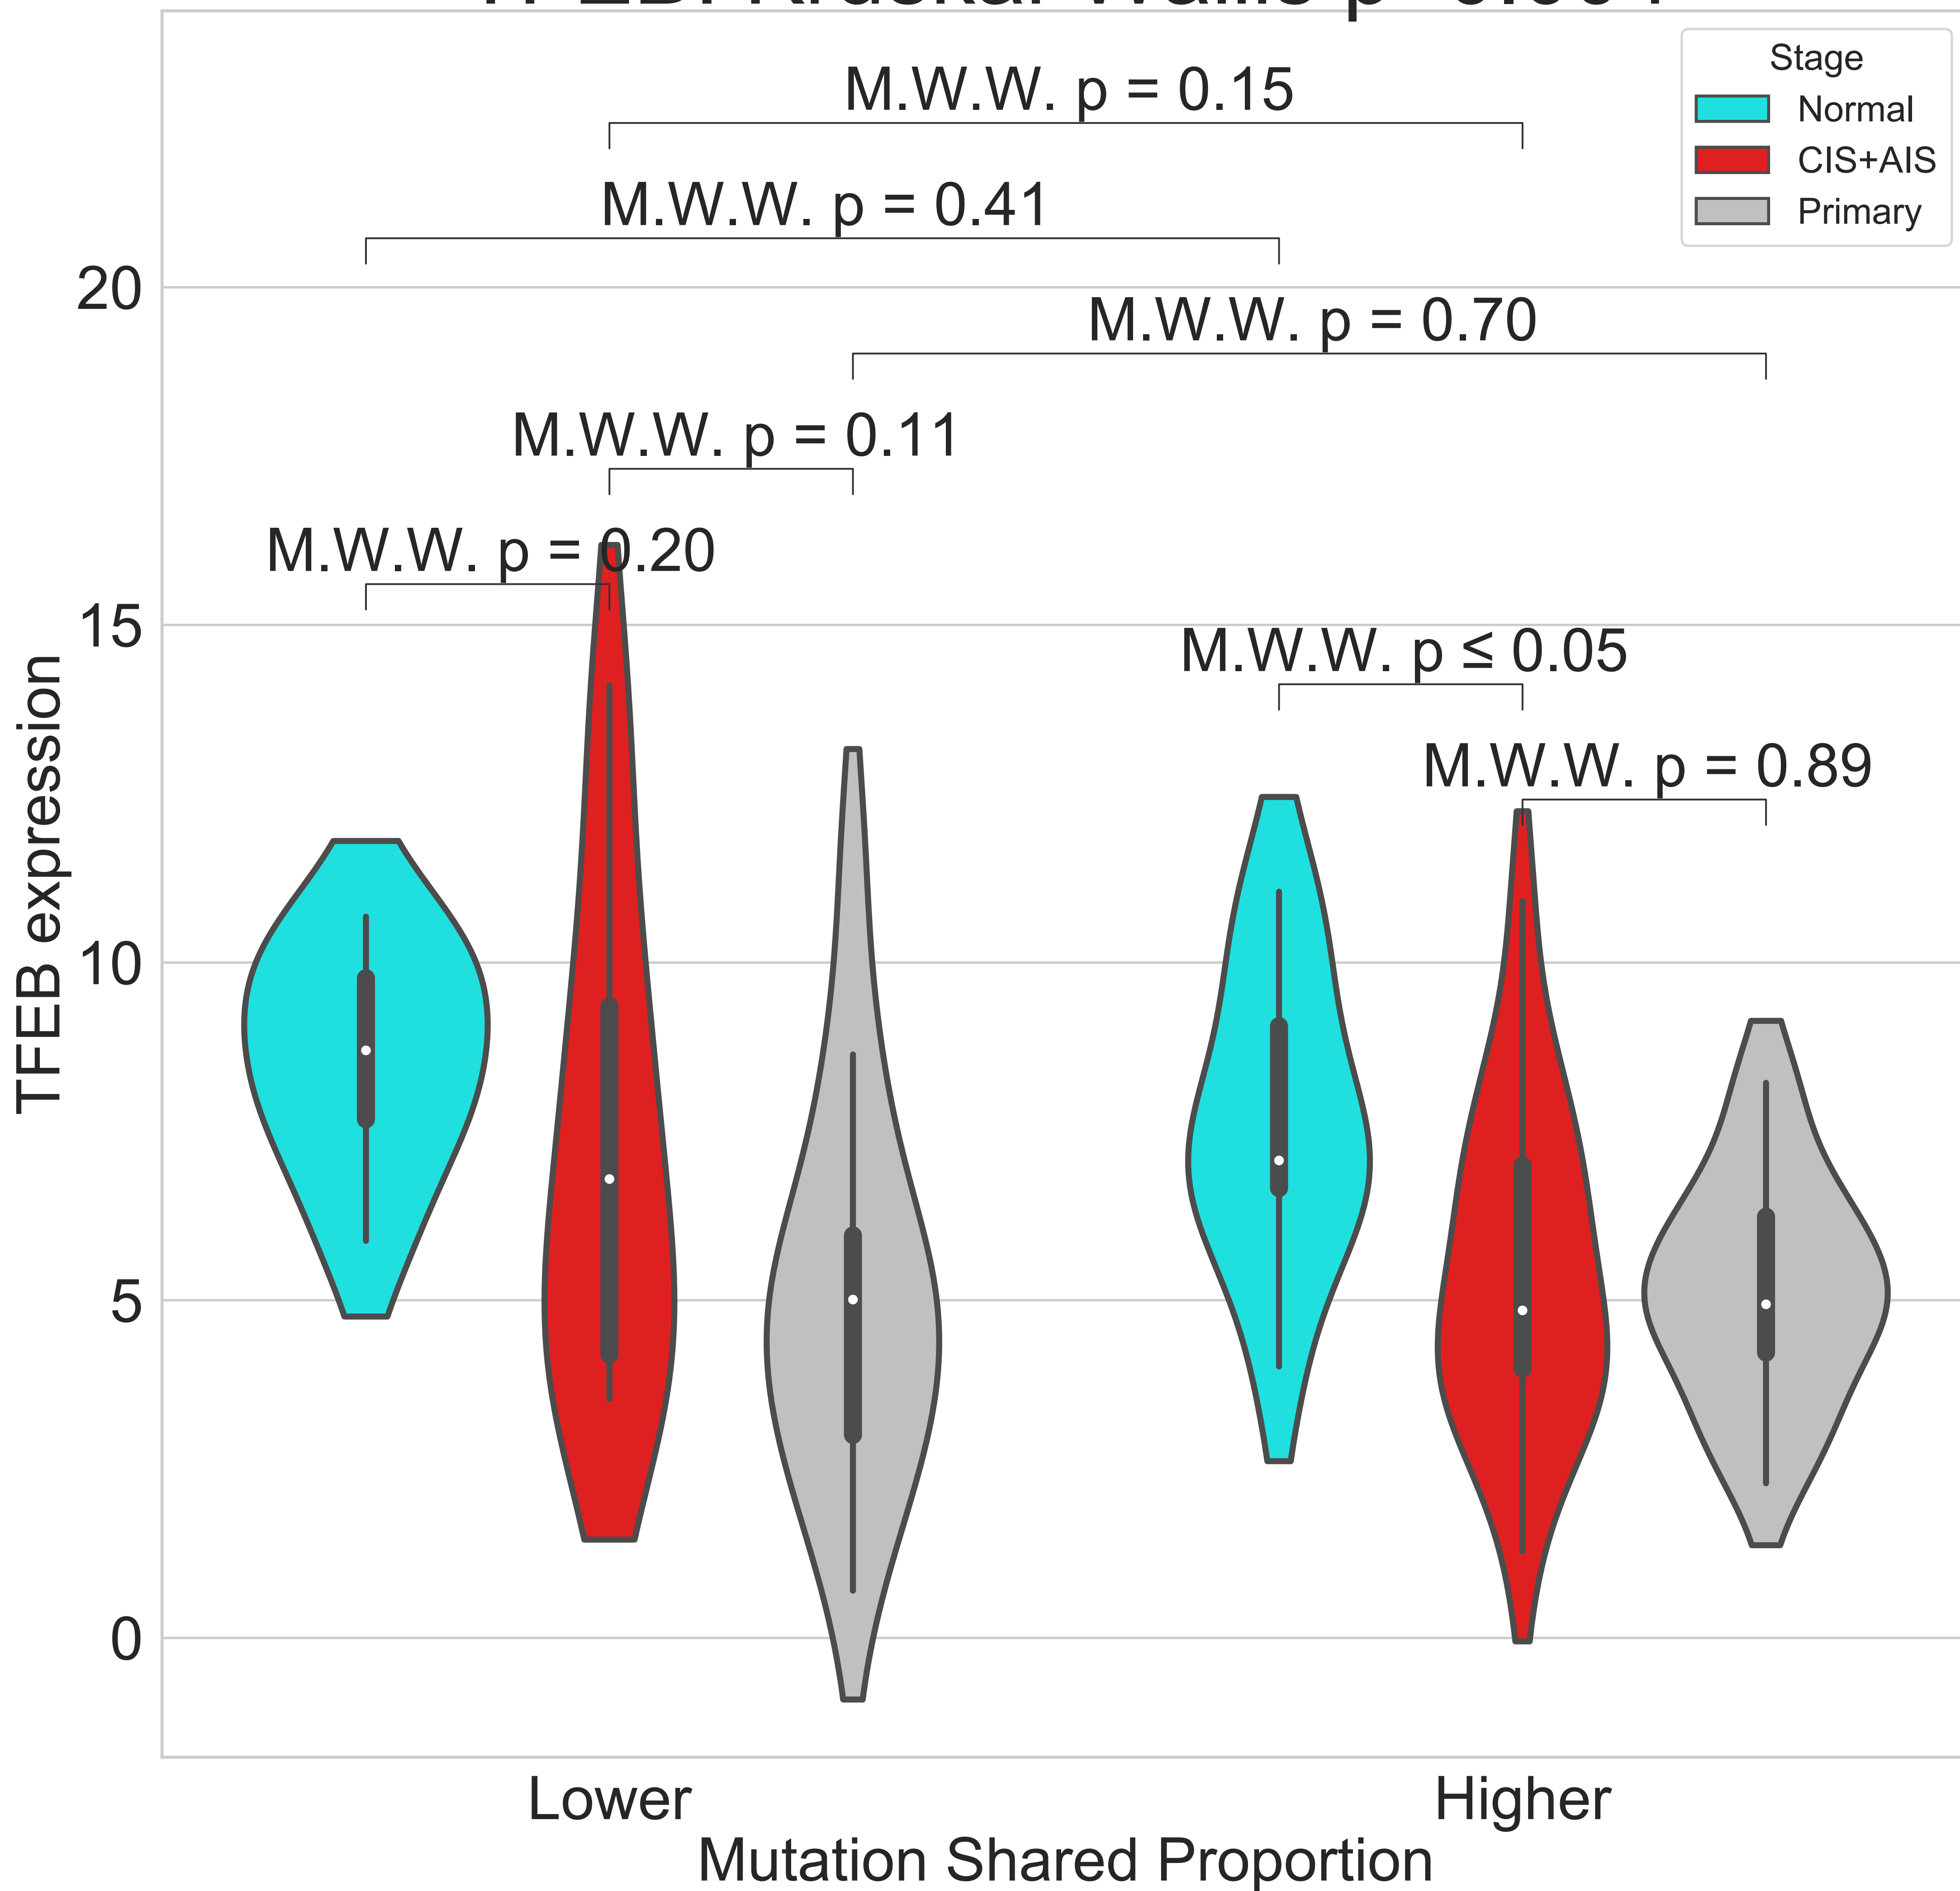 Stage
Normal
CIS+AIS
Primary
M.W.W. p = 0.15
M.W.W. p = 0.41
M.W.W. p = 0.70
M.W.W. p = 0.11
M.W.W. p = 0.20
M.W.W. p ≤ 0.05
M.W.W. p = 0.89
20
15
10
5
0
TFEB expression
Lower
Higher
Mutation Shared Proportion